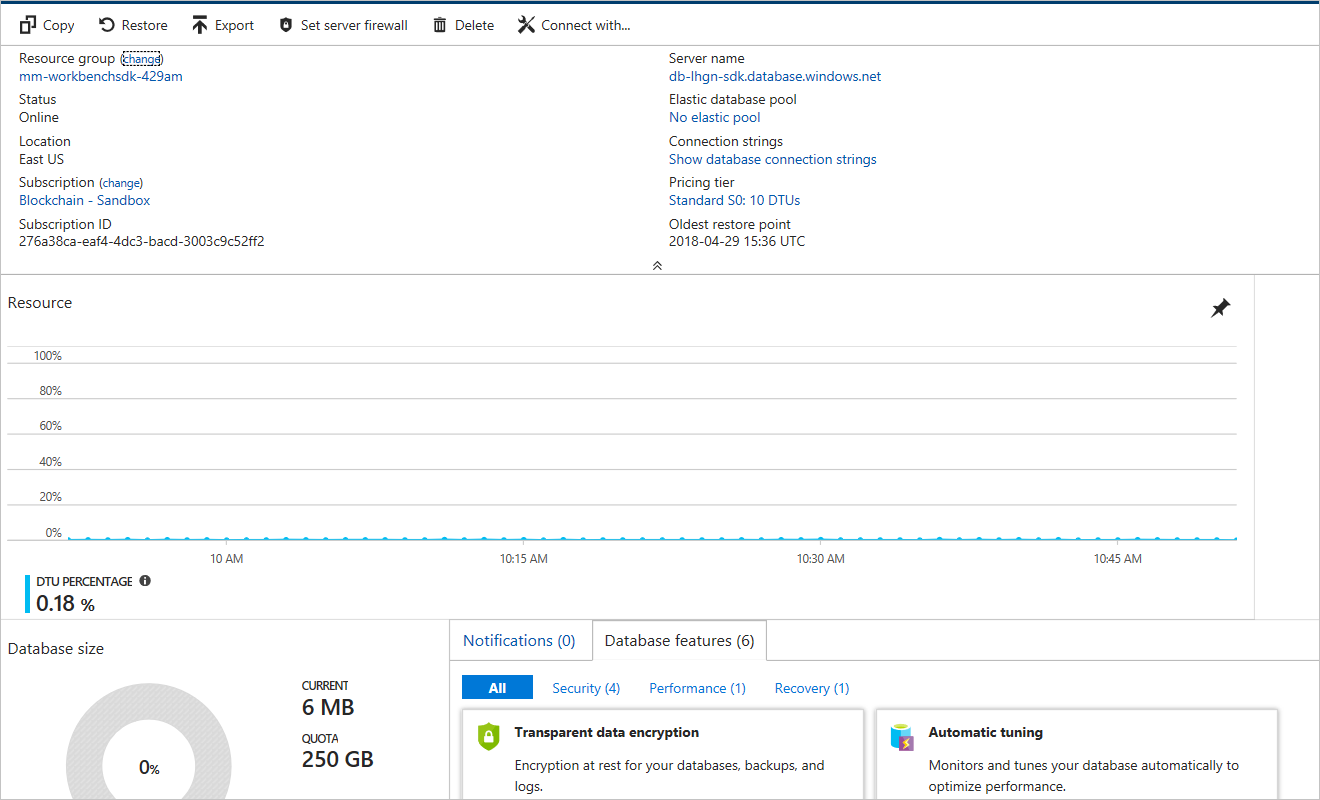 Copy Restore Export Set server firewall Delete Connect with...
Resource group (change)
mm-workbenchsdk-429am
Status
Online
Location
East US
Subscription (change)
Blockchain - Sandbox
Subscription ID
276a38ca-eaf4-4dc3-bacd-3003c9c52ff2
Server name
db-lhgn-sdk.database.windows.net
Elastic database pool
No elastic pool
Connection strings
Show database connection strings
Pricing tier
Standard S0: 10 DTUs
Oldest restore point
2018-04-29 15:36 UTC
Resource
100%
80%
60%
40%
20%
0%
10 AM 10:15 AM 10:30 AM 10:45 AM
DTU PERCENTAGE
0.18 %
Database size
0%
CURRENT
6 MB
QUOTA
250 GB
Notifications (0) Database features (6)
All Security (4) Performance (1) Recovery (1)
Transparent data encryption
Encryption at rest for your databases, backups, and
logs.
Automatic tuning
Monitors and tunes your database automatically to
optimize performance.